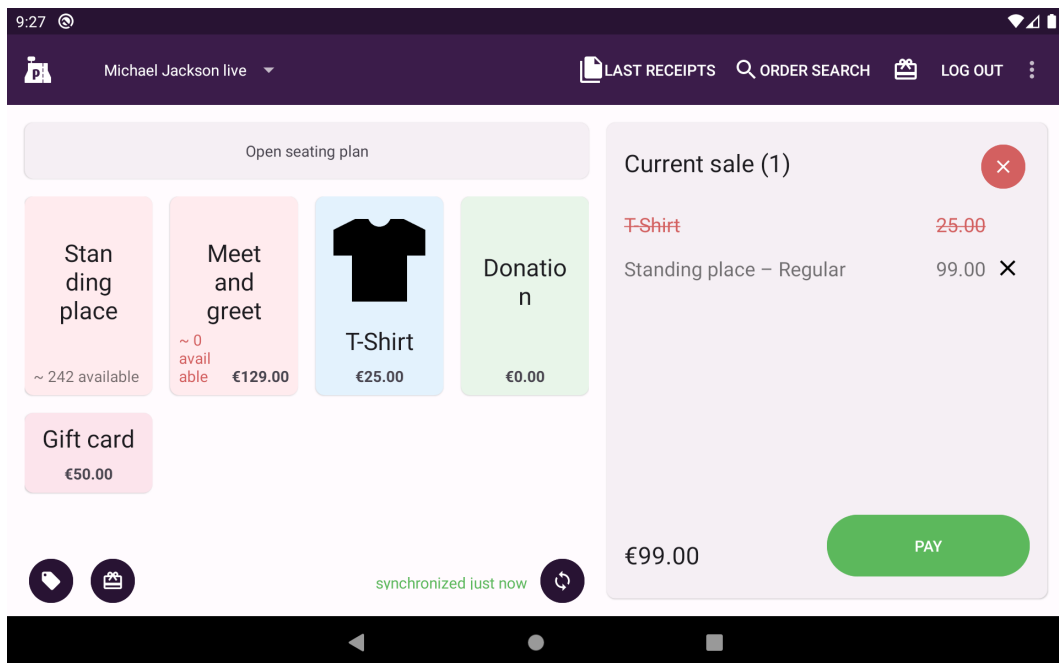 9:27
Michael Jackson live
LAST RECEIPTS
ORDER SEARCH
LOG OUT
Open seating plan
Stan
ding
place
~ 242 available
Meet
and
greet
~ 0
avail
able
€129.00
T-Shirt
€25.00
Donatio
n
€0.00
Gift card
€50.00
synchronized just now
Current sale (1)
T-Shirt 25.00
Standing place – Regular 99.00
€99.00
PAY